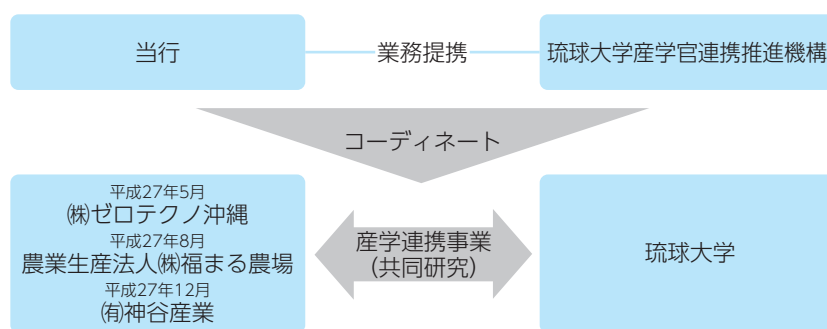 当行
業務提携
琉球大学産学官連携推進機構
コーディネート
平成27年5月
㈱ゼロテクノ沖縄
平成27年8月
農業生産法人㈱福まる農場
平成27年12月
㈲神谷産業
産学連携事業
(共同研究)
琉球大学